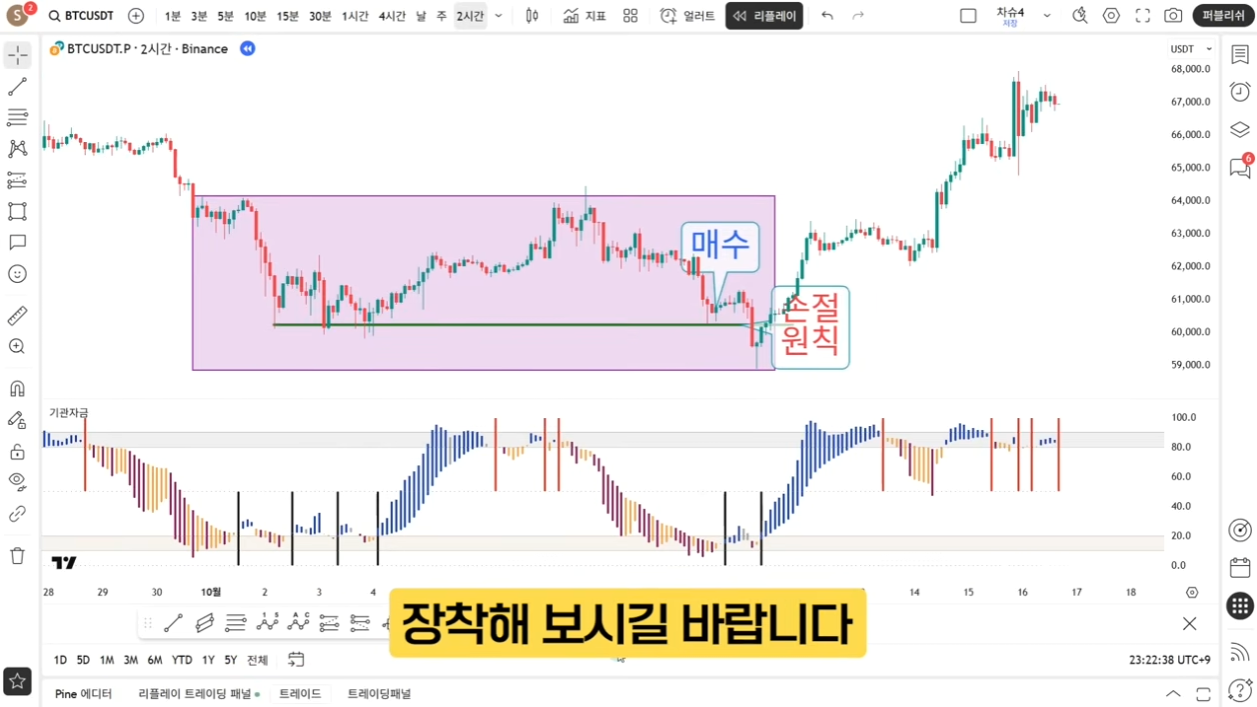 S 2 BTCUSDT 1분 3분 5분 10분 15분 30분 1시간 4시간 날 주 2시간 지표 얼러트 리플레이 차슈4 퍼블리쉬
저장
BTCUSDT.P · 2시간 · Binance
USDT
68,000.0
67,000.0
66,000.0
65,000.0
64,000.0
63,000.0
62,000.0
61,000.0
60,000.0
59,000.0
6
매수
손절
원칙
기관자금
100.0
80.0
60.0
40.0
20.0
0.0
28 29 30 10월 2 3 4 14 15 16 17 18
장착해 보시길 바랍니다
1D 5D 1M 3M 6M YTD 1Y 5Y 전체
23:22:38 UTC+9
Pine 에디터 리플레이 트레이딩 패널 트레이드 트레이딩패널